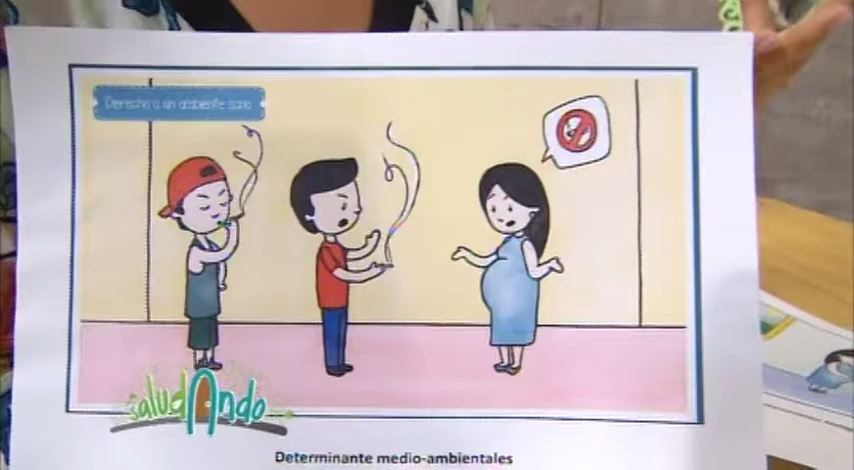 Derecho a un ambiente sano
saludAndo
Determinante medio-ambientales